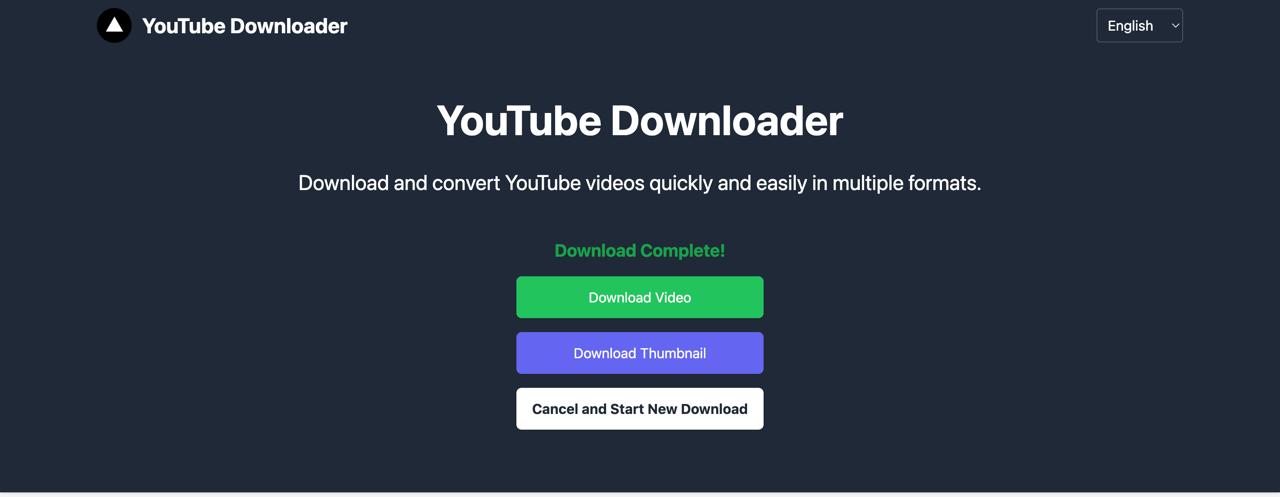 YouTube Downloader
English
YouTube Downloader
Download and convert YouTube videos quickly and easily in multiple formats.
Download Complete!
Download Video
Download Thumbnail
Cancel and Start New Download